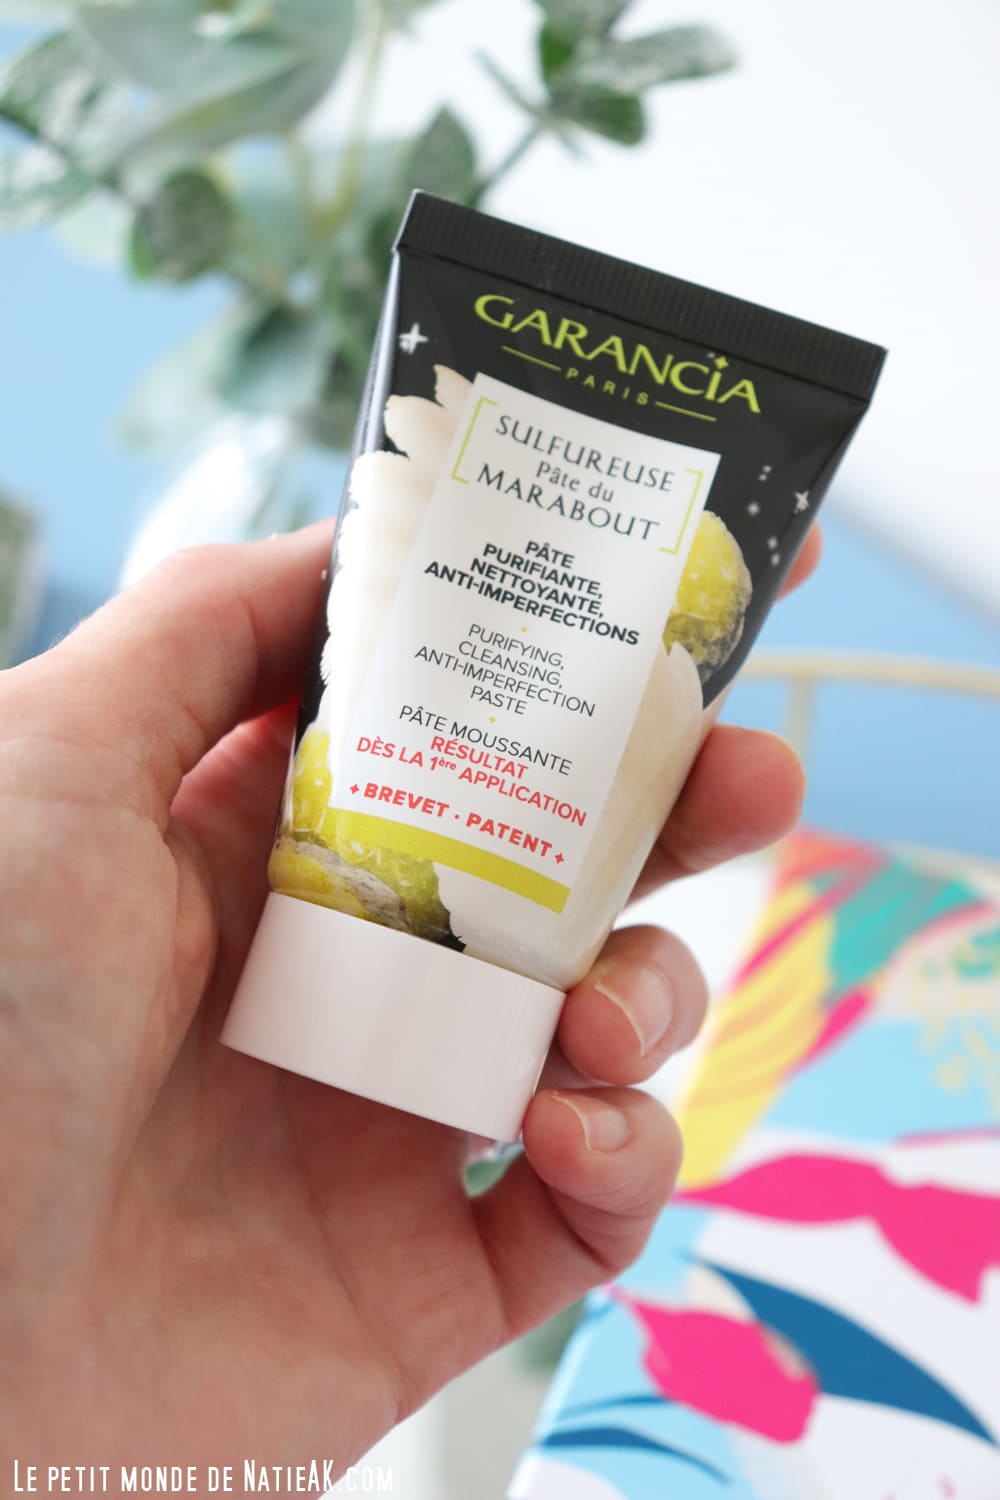 GARANCIA
PARIS
SULFUREUSE
Pâte du
MARABOUT
PÂTE
PURIFIANTE,
NETTOYANTE,
ANTI-IMPERFECTIONS
PURIFYING,
CLEANSING,
ANTI-IMPERFECTION
PASTE
PÂTE MOUSSANTE
RÉSULTAT
DÈS LA 1ère APPLICATION
BREVET · PATENT
LE PETIT MONDE DE NATIEAK.COM